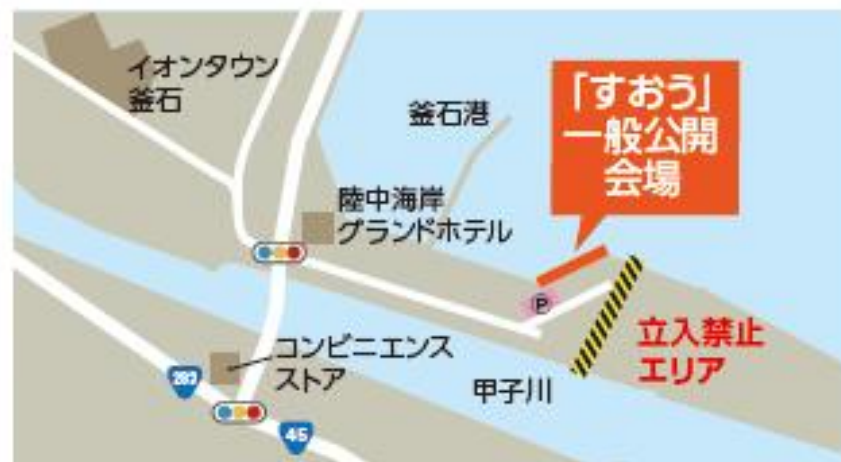 イオンタウン
釜石
釜石港
「すおう」
一般公開
会場
陸中海岸
グランドホテル
P
立入禁止
エリア
コンビニエンス
ストア
甲子川
283
45